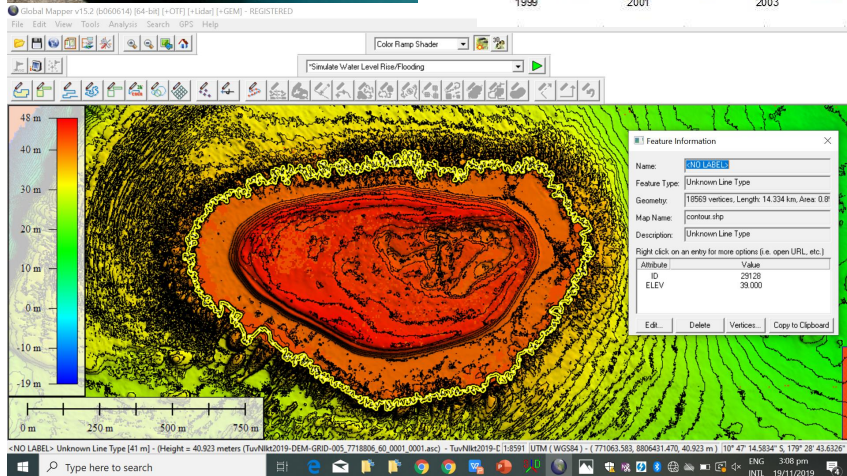 1999 2001 2003
Global Mapper v15.2 (b060614) [64-bit] [+OTF] [+Lidar] [+GEM] - REGISTERED
File Edit View Tools Analysis Search GPS Help
Color Ramp Shader
*Simulate Water Level Rise/Flooding
48 m
40 m
30 m
20 m
10 m
0 m
-10 m
-19 m
0 m 250 m 500 m 750 m
Feature Information
Name: <NO LABEL>
Feature Type: Unknown Line Type
Geometry: 18569 vertices, Length: 14.334 km, Area: 0.8
Map Name: contour.shp
Description: Unknown Line Type
Right click on an entry for more options (i.e. open URL, etc.)
Attribute Value
ID 29128
ELEV 39.000
Edit... Delete Vertices... Copy to Clipboard
<NO LABEL> Unknown Line Type [41 m] - (Height = 40.923 meters (TuvNlkt2019-DEM-GRID-005_7718806_60_0001_0001.asc) - TuvNlkt2019-D 1:8591 UTM ( WGS84 ) - ( 771063.583, 8806431.470, 40.923 m ) 10° 47' 14.5834" S, 179° 28' 43.6326"
Type here to search
ENG 3:08 pm
INTL 19/11/2019